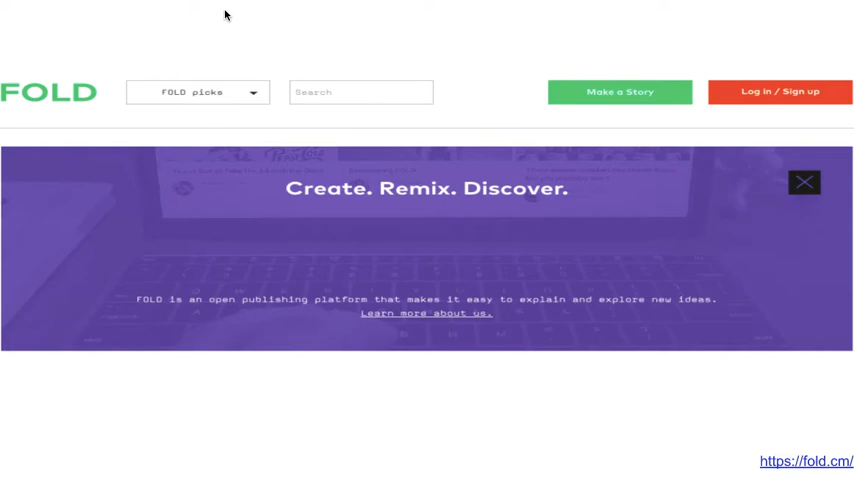 FOLD
FOLD picks
Search
Make a Story
Log in / Sign up
Create. Remix. Discover.
FOLD is an open publishing platform that makes it easy to explain and explore new ideas.
Learn more about us.
https://fold.cm/